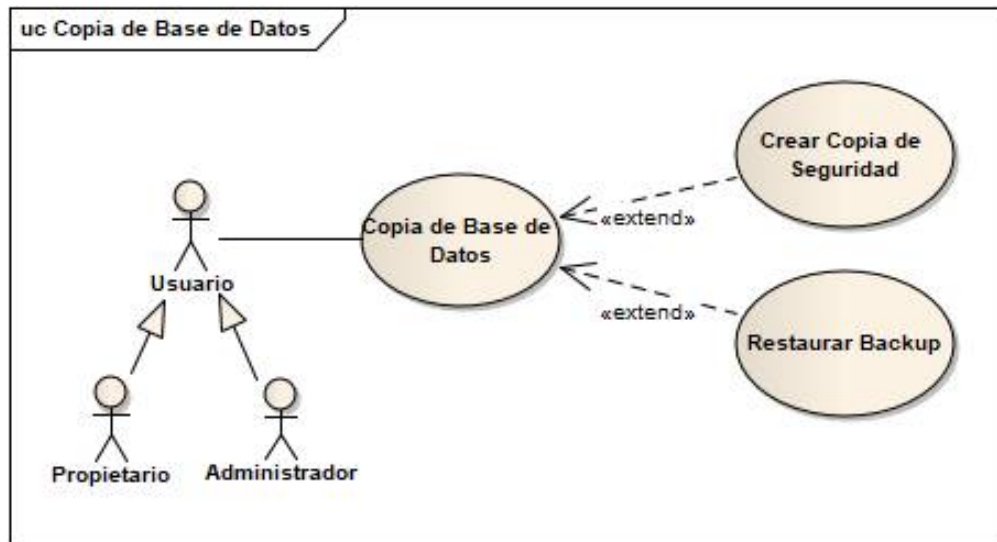 uc Copia de Base de Datos
Crear Copia de
Seguridad
«extend»
Copia de Base de
Datos
Usuario
«extend»
Restaurar Backup
Propietario
Administrador